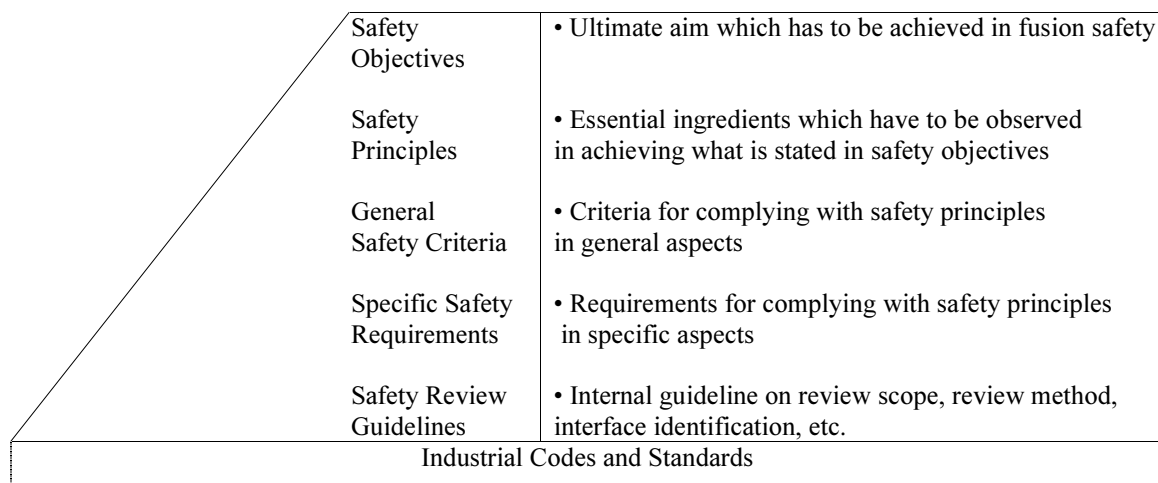 Safety
Objectives
• Ultimate aim which has to be achieved in fusion safety
Safety
Principles
• Essential ingredients which have to be observed
in achieving what is stated in safety objectives
General
Safety Criteria
• Criteria for complying with safety principles
in general aspects
Specific Safety
Requirements
• Requirements for complying with safety principles
in specific aspects
Safety Review
Guidelines
• Internal guideline on review scope, review method,
interface identification, etc.
Industrial Codes and Standards